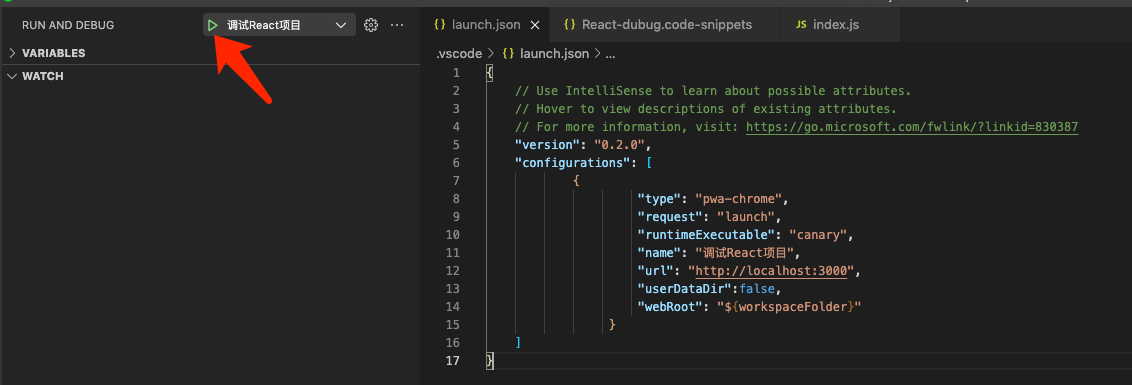 RUN AND DEBUG
调试React项目
VARIABLES
WATCH
{} launch.json
{} React-dubug.code-snippets
JS index.js
.vscode > {} launch.json > ...
1 {
2 // Use IntelliSense to learn about possible attributes.
3 // Hover to view descriptions of existing attributes.
4 // For more information, visit: https://go.microsoft.com/fwlink/?linkid=830387
5 "version": "0.2.0",
6 "configurations": [
7 {
8 "type": "pwa-chrome",
9 "request": "launch",
10 "runtimeExecutable": "canary",
11 "name": "调试React项目",
12 "url": "http://localhost:3000",
13 "userDataDir":false,
14 "webRoot": "${workspaceFolder}"
15 }
16 ]
17 }